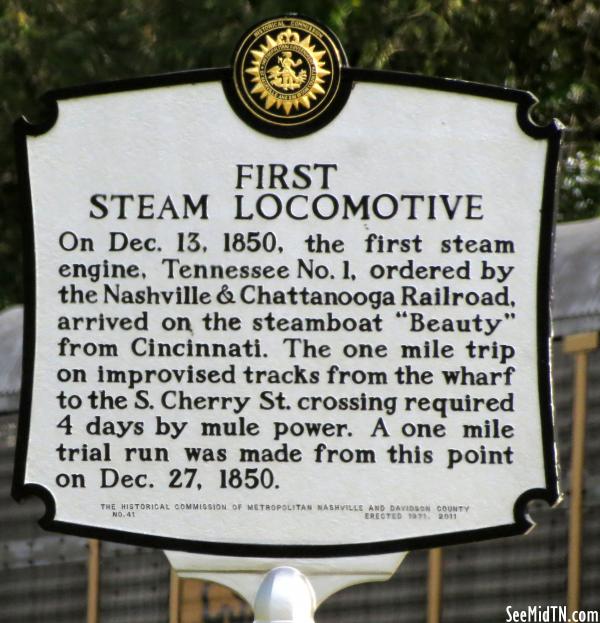 HISTORICAL COMMISSION
FIRST
STEAM LOCOMOTIVE
On Dec. 13, 1850, the first steam
engine, Tennessee No. 1, ordered by
the Nashville & Chattanooga Railroad,
arrived on the steamboat “Beauty”
from Cincinnati. The one mile trip
on improvised tracks from the wharf
to the S. Cherry St. crossing required
4 days by mule power. A one mile
trial run was made from this point
on Dec. 27, 1850.
THE HISTORICAL COMMISSION OF METROPOLITAN NASHVILLE AND DAVIDSON COUNTY
NO. 41 ERECTED 1971, 2011
SeeMidTN.com